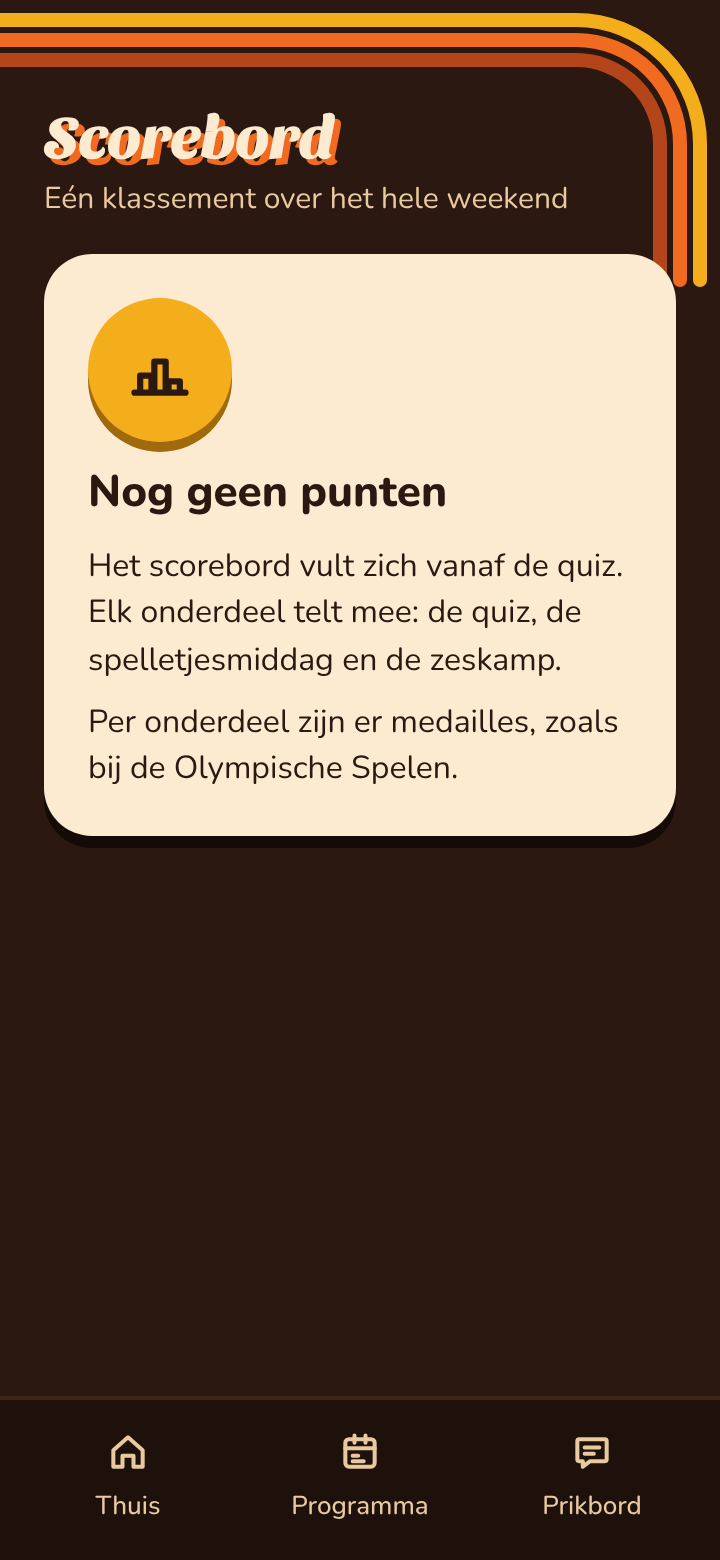 Scorebord
Eén klassement over het hele weekend
Nog geen punten
Het scorebord vult zich vanaf de quiz.
Elk onderdeel telt mee: de quiz, de
spelletjesmiddag en de zeskamp.
Per onderdeel zijn er medailles, zoals
bij de Olympische Spelen.
Thuis
Programma
Prikbord